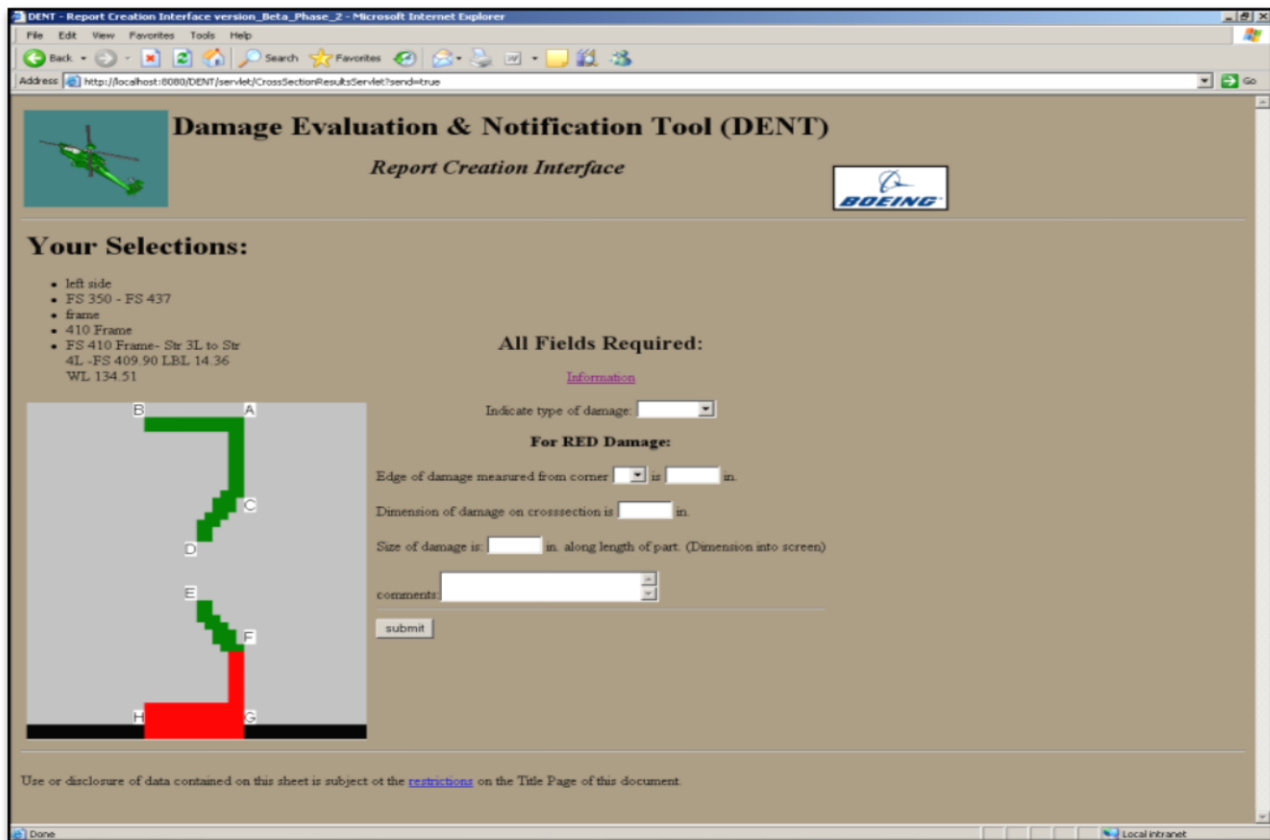 DENT - Report Creation Interface version_Beta_Phase_2 - Microsoft Internet Explorer
File Edit View Favorites Tools Help
Back Search Favorites
Address http://localhost:8080/DENT/servlet/CrossSectionResultsServlet?send=true Go
Damage Evaluation & Notification Tool (DENT)
Report Creation Interface
BOEING
Your Selections:
left side
FS 350 - FS 437
frame
410 Frame
FS 410 Frame- Str 3L to Str
4L -FS 409.90 LBL 14.36
WL 134.51
All Fields Required:
Information
Indicate type of damage:
For RED Damage:
Edge of damage measured from corner is in.
Dimension of damage on crosssection is in.
Size of damage is: in. along length of part. (Dimension into screen)
comments:
submit
B A
C
D
E
F
H G
Use or disclosure of data contained on this sheet is subject ot the restrictions on the Title Page of this document.
Done Local intranet